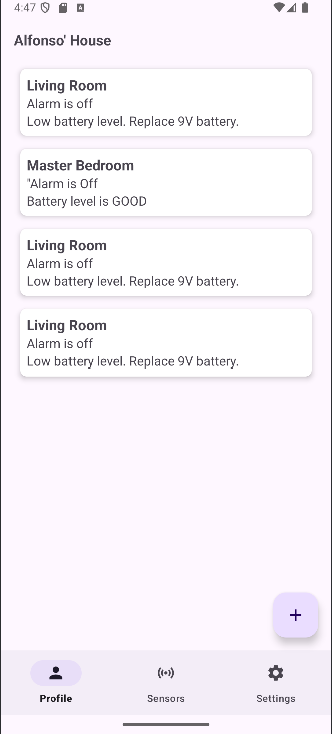 4:47
Alfonso' House
Living Room
Alarm is off
Low battery level. Replace 9V battery.
Master Bedroom
"Alarm is Off
Battery level is GOOD
Living Room
Alarm is off
Low battery level. Replace 9V battery.
Living Room
Alarm is off
Low battery level. Replace 9V battery.
+
Profile
Sensors
Settings